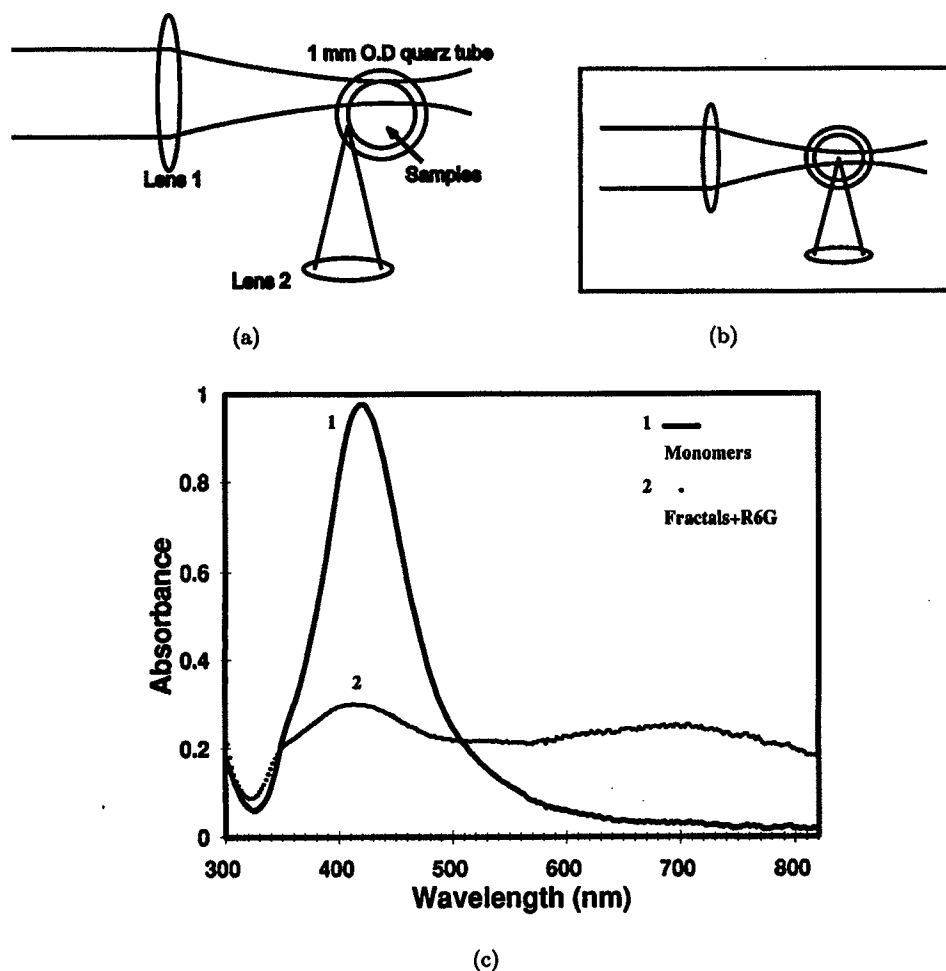 1 mm O.D quarz tube
Samples
Lens 1
Lens 2
(a)
(b)
1
0.8
0.6
0.4
0.2
0
Absorbance
1
2
1
Monomers
2
Fractals+R6G
300 400 500 600 700 800
Wavelength (nm)
(c)